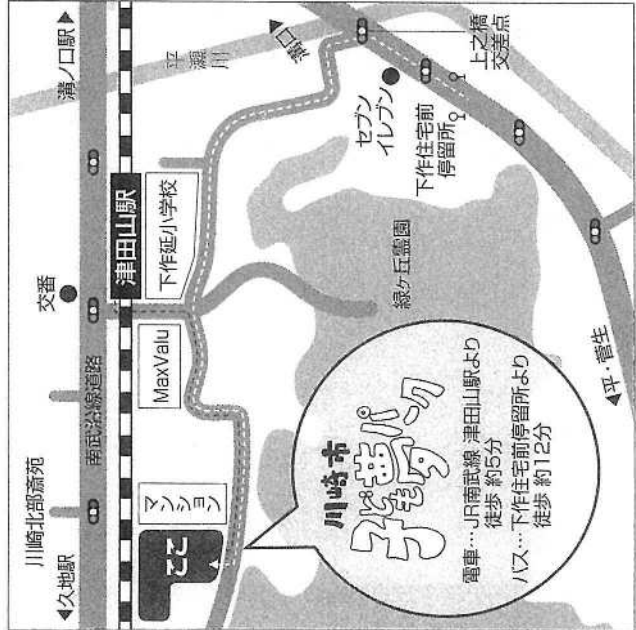 溝ノ口駅
平瀬川
溝口
上之橋
交差点
セブン
イレブン
下作住宅前
停留所
津田山駅
下作延小学校
交番
MaxValu
南武沿線道路
緑ヶ丘霊園
平・菅生
川崎北部斎苑
久地駅
マンション
ココ
川崎市
子ども夢パーク
電車…JR南武線 津田山駅より
徒歩 約5分
バス…下作住宅前停留所より
徒歩 約12分